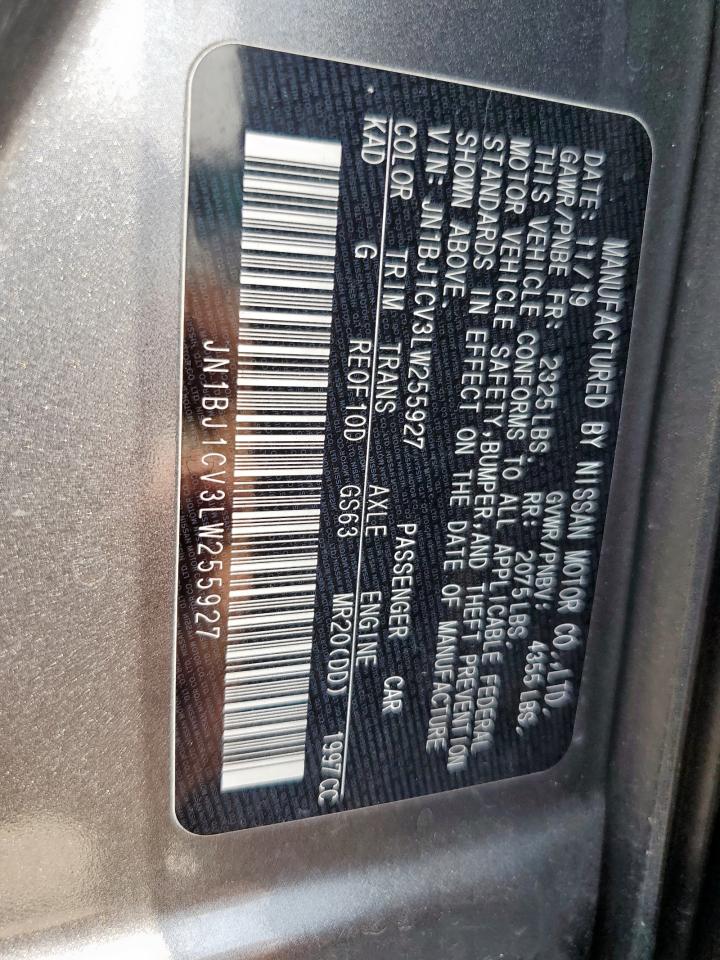 MANUFACTURED BY NISSAN MOTOR CO.,LTD.
DATE: 11/19 GVWR/PNBV: 4355LBS.
GAWR/PNBE FR: 2325LBS. RR: 2075LBS.
THIS VEHICLE CONFORMS TO ALL APPLICABLE FEDERAL
MOTOR VEHICLE SAFETY,BUMPER,AND THEFT PREVENTION
STANDARDS IN EFFECT ON THE DATE OF MANUFACTURE
SHOWN ABOVE.
VIN: JN1BJ1CV3LW255927 PASSENGER CAR
COLOR TRIM TRANS AXLE ENGINE
KAD G RE0F10D GS63 MR20(DD) 1997CC
JN1BJ1CV3LW255927